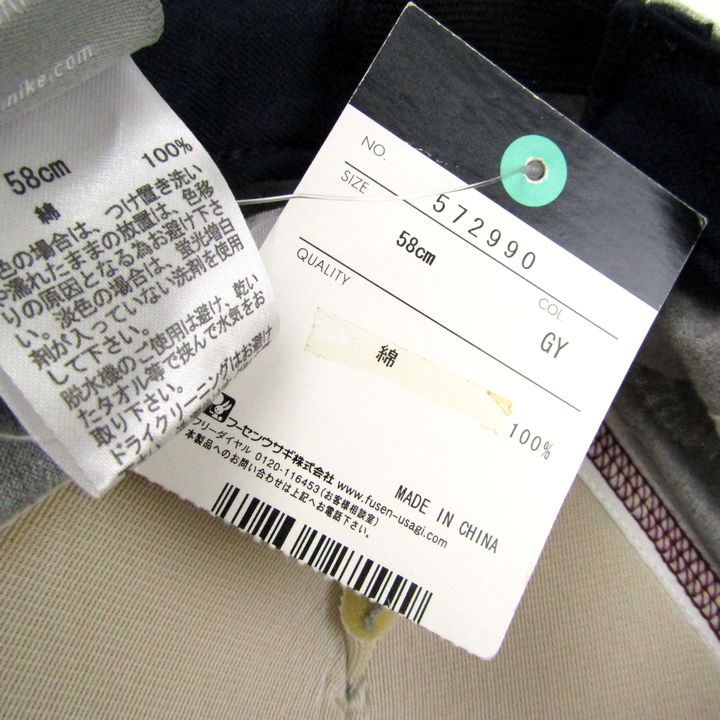 .nike.com
58cm
綿 100%
色の場合は、つけ置き洗い
濡れたままの放置は、色移
りの原因となる為お避け下さ
い。淡色の場合は、蛍光増白
剤が入っていない洗剤を使用
して下さい。
脱水機のご使用は避け、乾い
たタオル等で挟んで水気をお
取り下さい。
ドライクリーニングはお避け
NO. 572990
SIZE 58cm COL. GY
QUALITY
綿 100%
フーセンウサギ株式会社 www.fusen-usagi.com
フリーダイヤル 0120-116453(お客様相談室)
本製品へのお問い合わせは上記へお電話下さい。
MADE IN CHINA